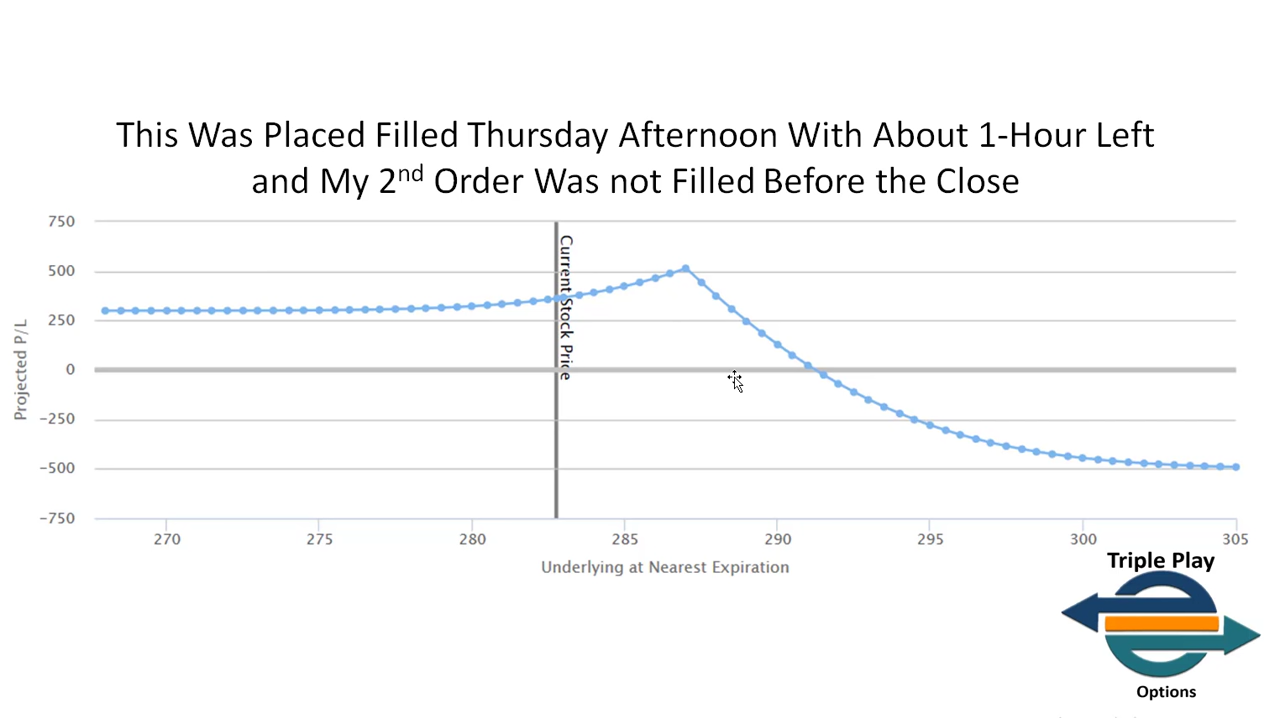 This Was Placed Filled Thursday Afternoon With About 1-Hour Left
and My 2nd Order Was not Filled Before the Close
750
500
250
0
−250
−500
−750
Projected P/L
Current Stock Price
270 275 280 285 290 295 300 305
Underlying at Nearest Expiration
Triple Play
Options